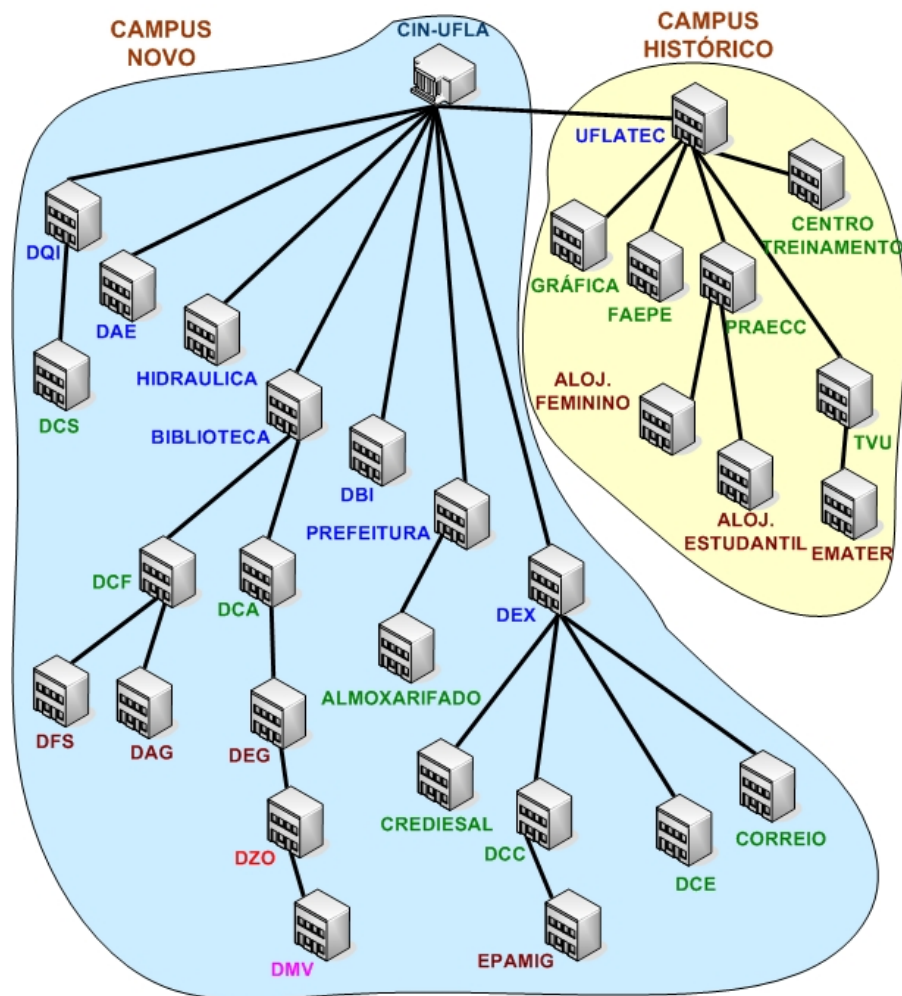 CAMPUS
NOVO
CIN-UFLA
CAMPUS
HISTÓRICO
UFLATEC
CENTRO
TREINAMENTO
DQI
GRÁFICA
FAEPE
PRAECC
DAE
HIDRAULICA
ALOJ.
FEMININO
DCS
BIBLIOTECA
TVU
DBI
PREFEITURA
ALOJ.
ESTUDANTIL
EMATER
DCF
DCA
DEX
ALMOXARIFADO
DFS
DAG
DEG
CREDIESAL
DCC
CORREIO
DZO
DCE
DMV
EPAMIG